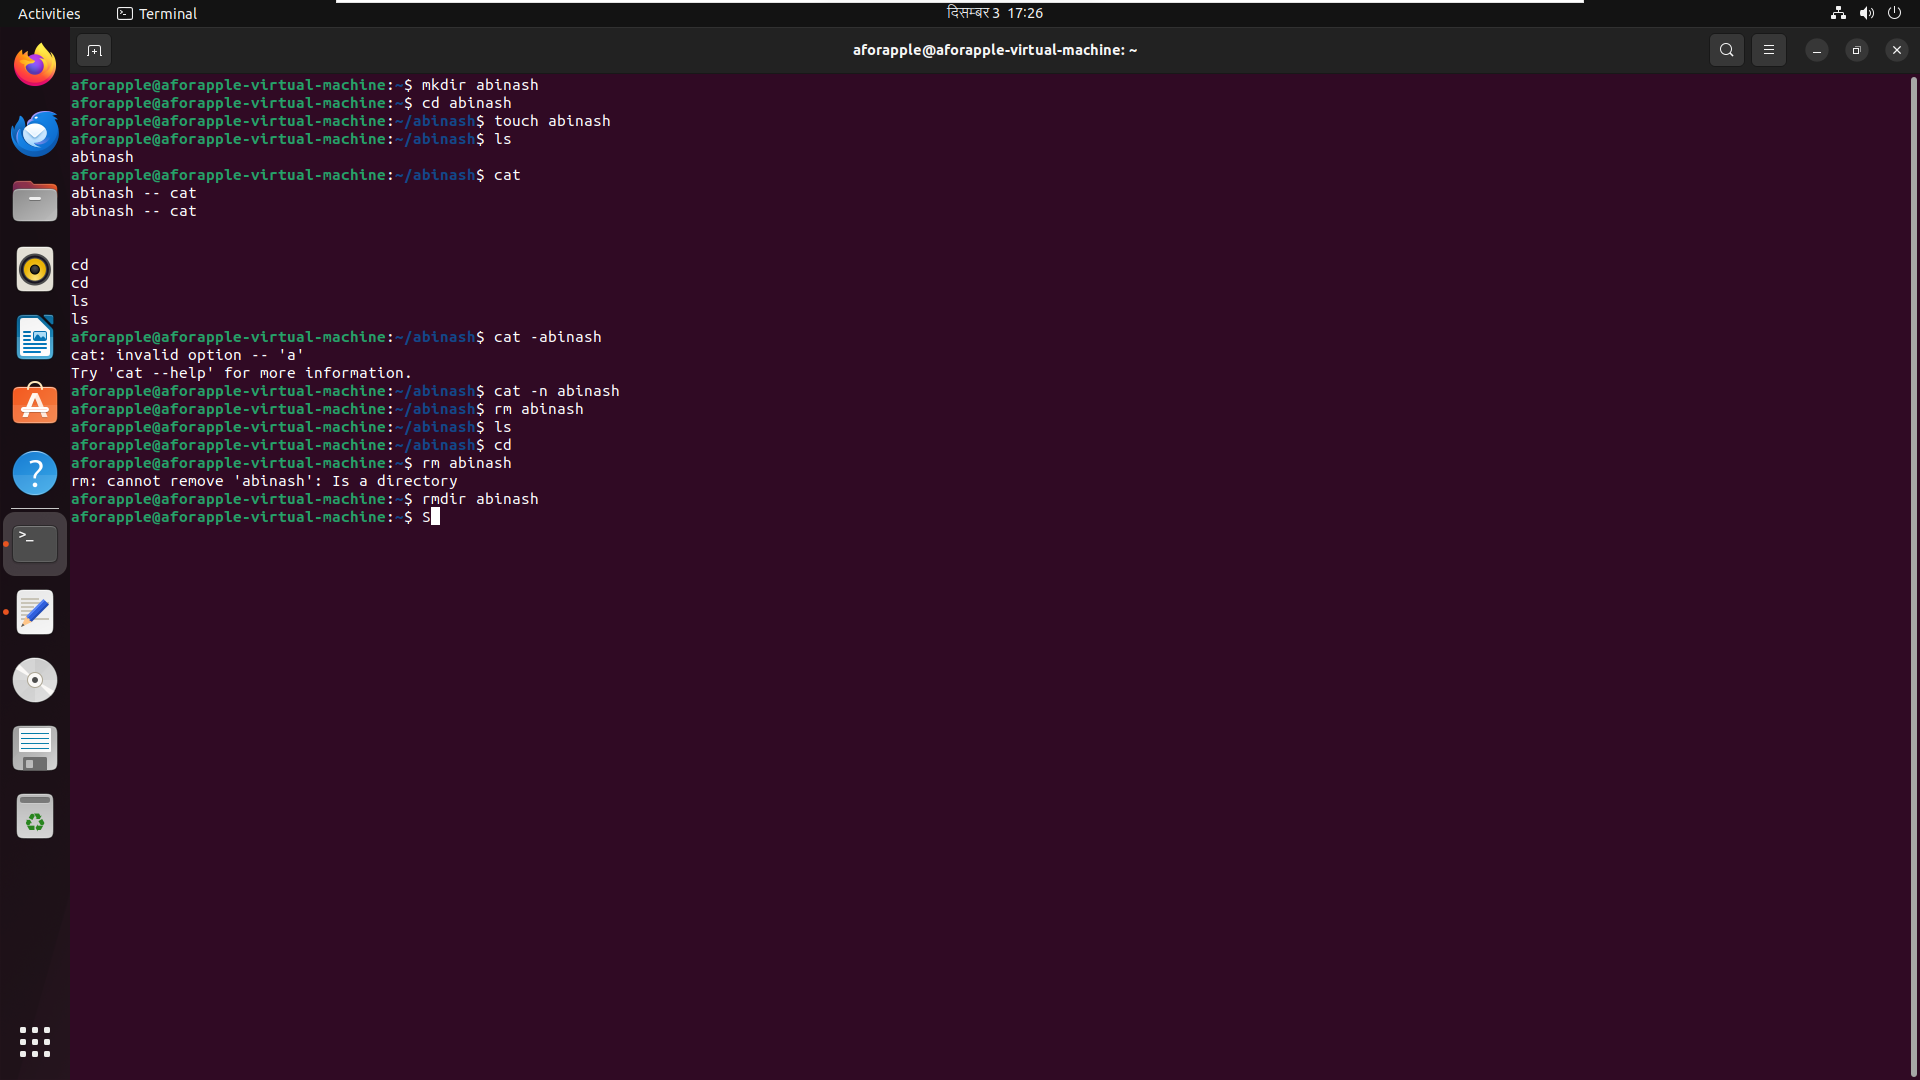 Activities
Terminal
दिसम्बर 3 17:26
aforapple@aforapple-virtual-machine: ~
aforapple@aforapple-virtual-machine:~$ mkdir abinash
aforapple@aforapple-virtual-machine:~$ cd abinash
aforapple@aforapple-virtual-machine:~/abinash$ touch abinash
aforapple@aforapple-virtual-machine:~/abinash$ ls
abinash
aforapple@aforapple-virtual-machine:~/abinash$ cat
abinash -- cat
abinash -- cat
cd
cd
ls
ls
aforapple@aforapple-virtual-machine:~/abinash$ cat -abinash
cat: invalid option -- 'a'
Try 'cat --help' for more information.
aforapple@aforapple-virtual-machine:~/abinash$ cat -n abinash
aforapple@aforapple-virtual-machine:~/abinash$ rm abinash
aforapple@aforapple-virtual-machine:~/abinash$ ls
aforapple@aforapple-virtual-machine:~/abinash$ cd
aforapple@aforapple-virtual-machine:~$ rm abinash
rm: cannot remove 'abinash': Is a directory
aforapple@aforapple-virtual-machine:~$ rmdir abinash
aforapple@aforapple-virtual-machine:~$ S